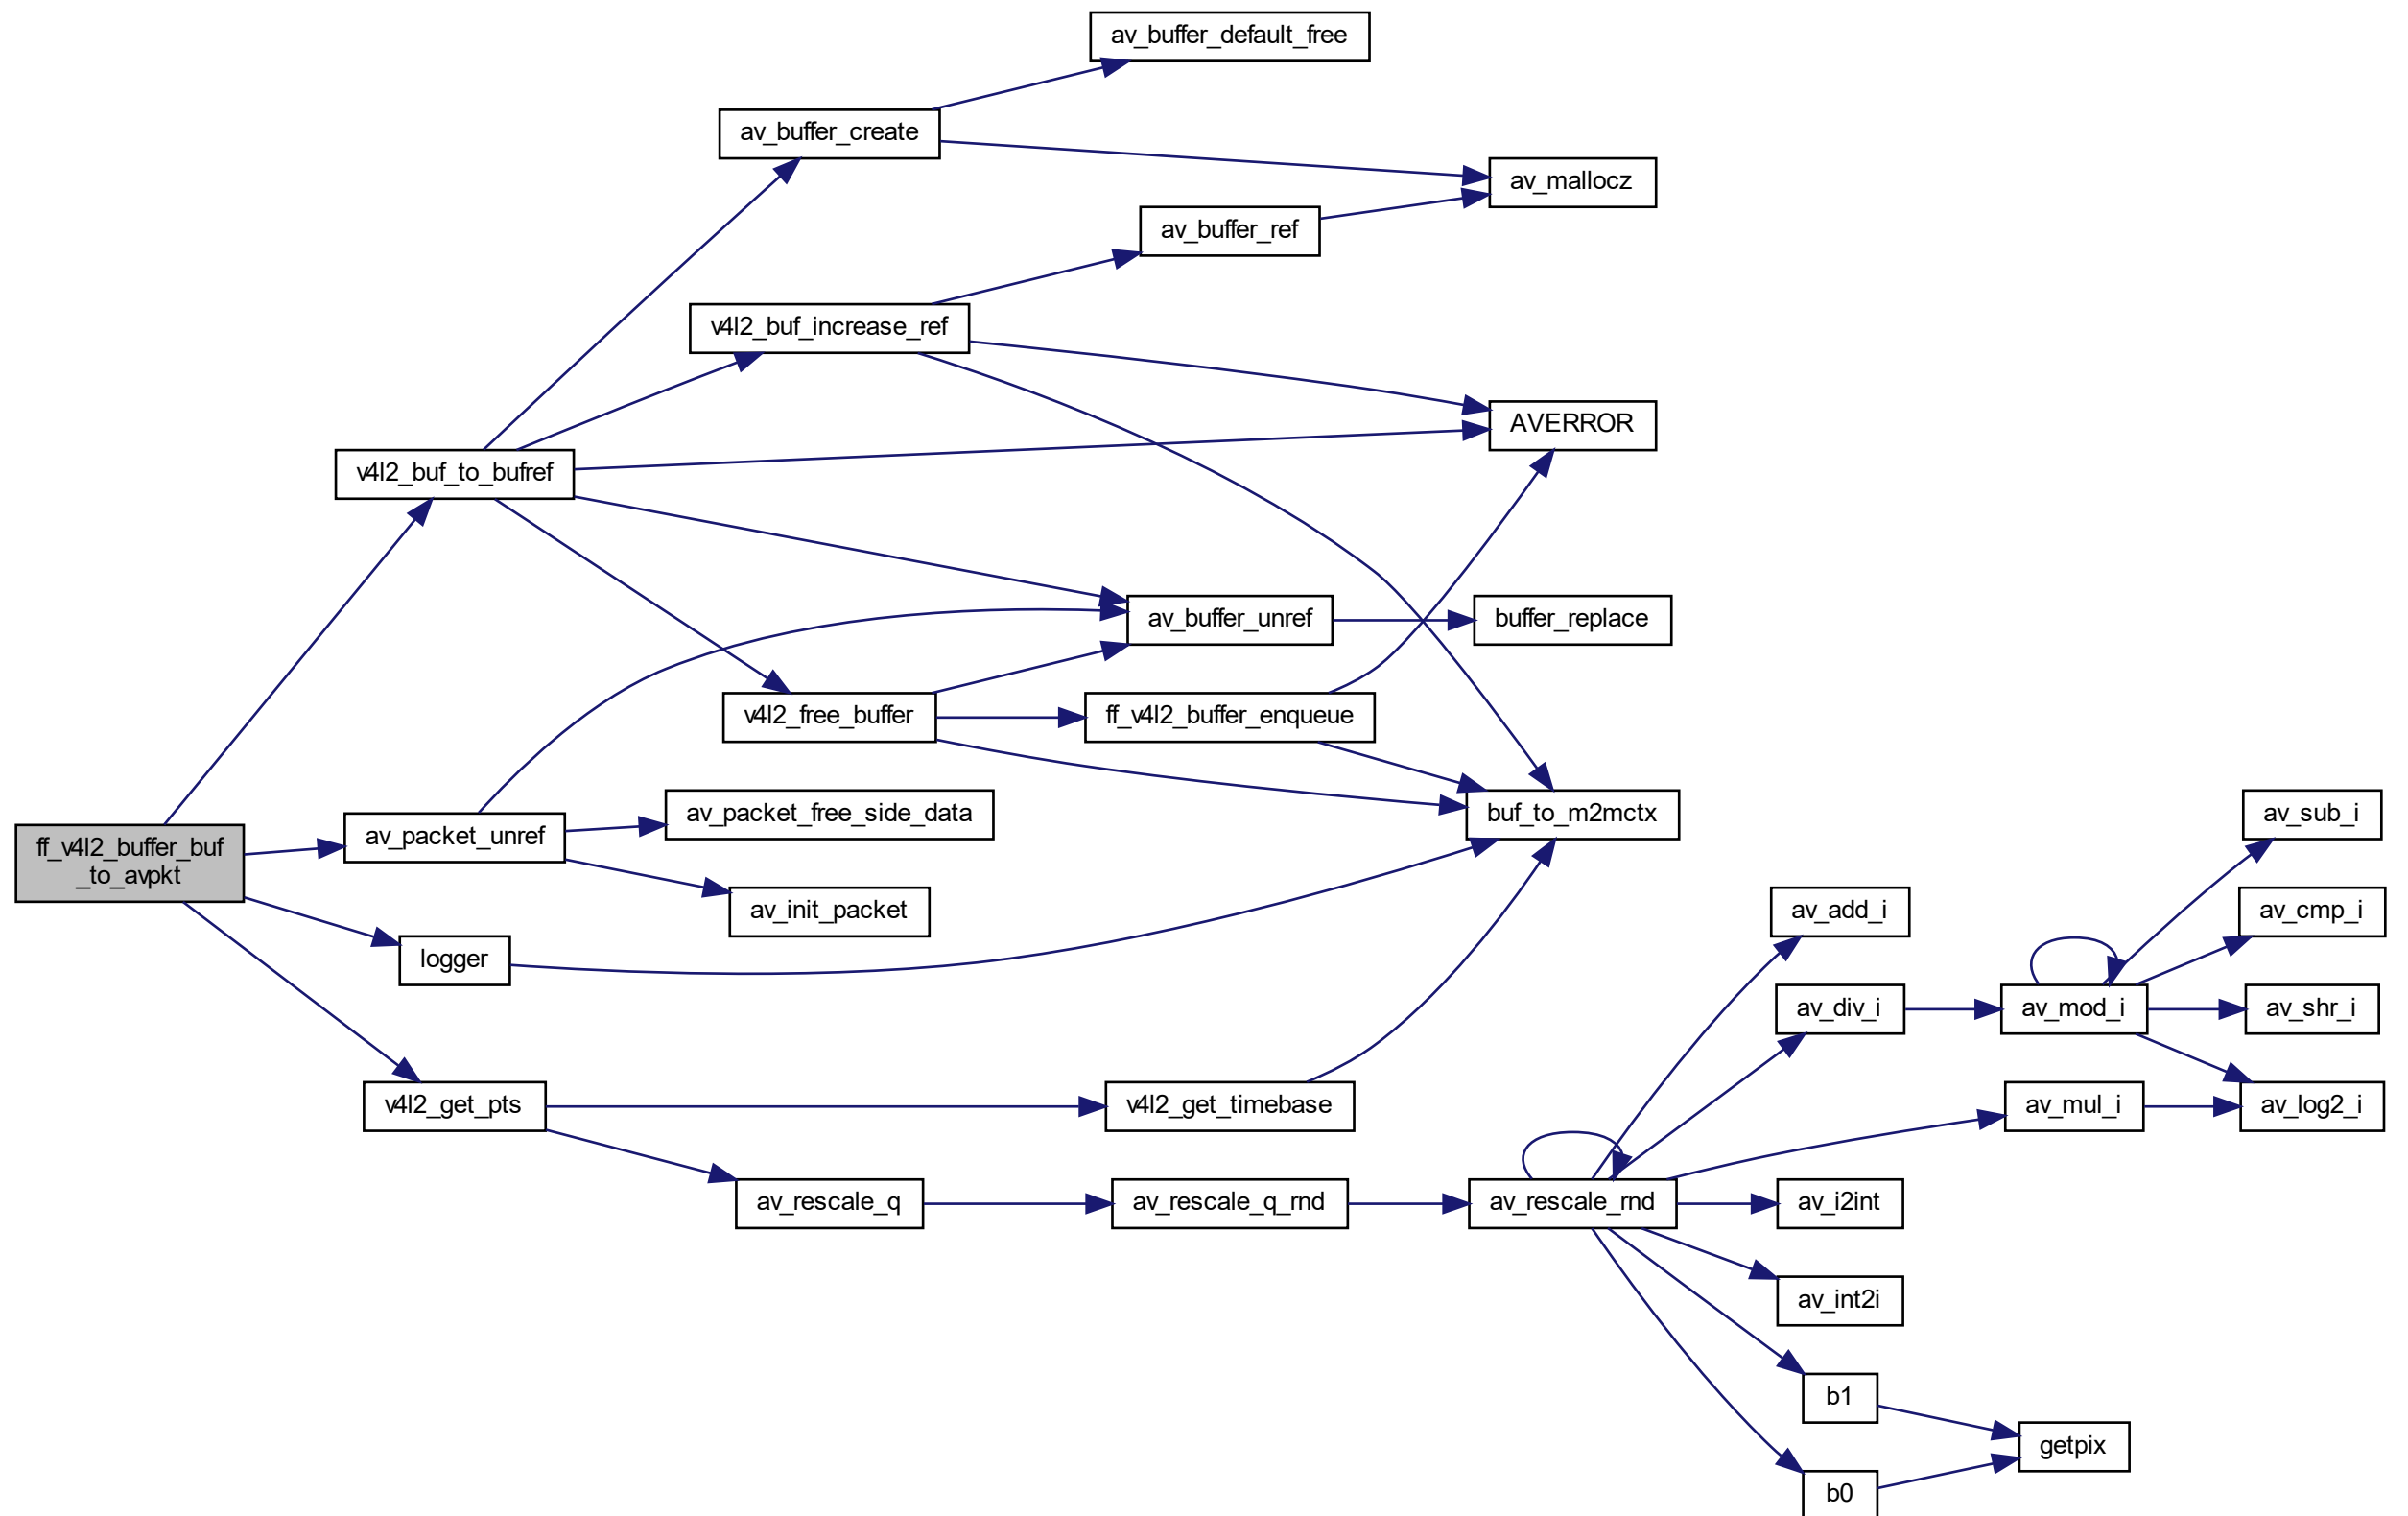 av_buffer_default_free
av_buffer_create
av_mallocz
av_buffer_ref
v4l2_buf_increase_ref
AVERROR
v4l2_buf_to_bufref
av_buffer_unref
buffer_replace
v4l2_free_buffer
ff_v4l2_buffer_enqueue
av_packet_free_side_data
buf_to_m2mctx
av_sub_i
av_packet_unref
ff_v4l2_buffer_buf
_to_avpkt
av_init_packet
av_add_i
av_cmp_i
logger
av_div_i
av_mod_i
av_shr_i
v4l2_get_pts
v4l2_get_timebase
av_mul_i
av_log2_i
av_rescale_q
av_rescale_q_rnd
av_rescale_rnd
av_i2int
av_int2i
b1
getpix
b0